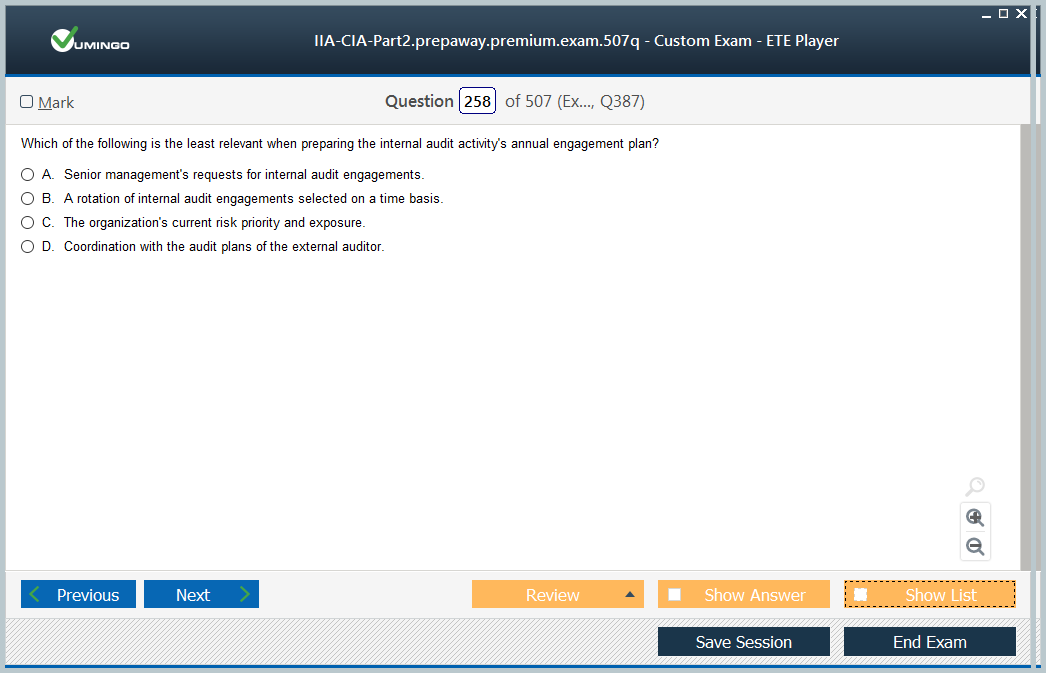 VUMINGO
IIA-CIA-Part2.prepaway.premium.exam.507q - Custom Exam - ETE Player
Mark
Question 258 of 507 (Ex..., Q387)
Which of the following is the least relevant when preparing the internal audit activity's annual engagement plan?
A. Senior management's requests for internal audit engagements.
B. A rotation of internal audit engagements selected on a time basis.
C. The organization's current risk priority and exposure.
D. Coordination with the audit plans of the external auditor.
Previous
Next
Review
Show Answer
Show List
Save Session
End Exam